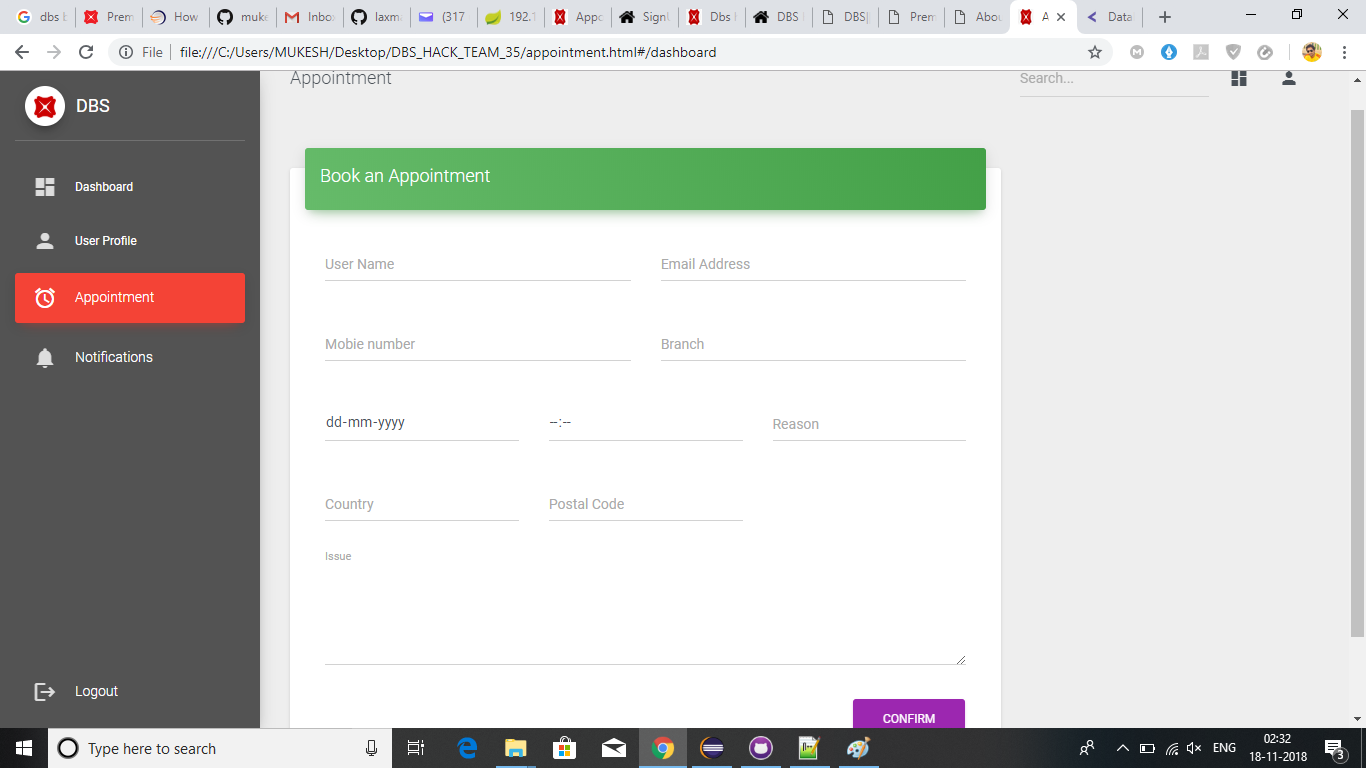 dbs b
Prem
How
muke
Inbo
laxm
(317
192.1
Appo
SignU
Dbs I
DBS
DBS
Prem
Abou
A
Data
File
file:///C:/Users/MUKESH/Desktop/DBS_HACK_TEAM_35/appointment.html#/dashboard
DBS
Appointment
Search...
Dashboard
User Profile
Appointment
Notifications
Logout
Book an Appointment
User Name
Email Address
Mobie number
Branch
dd-mm-yyyy
--:--
Reason
Country
Postal Code
Issue
CONFIRM
Type here to search
ENG
02:32
18-11-2018
3